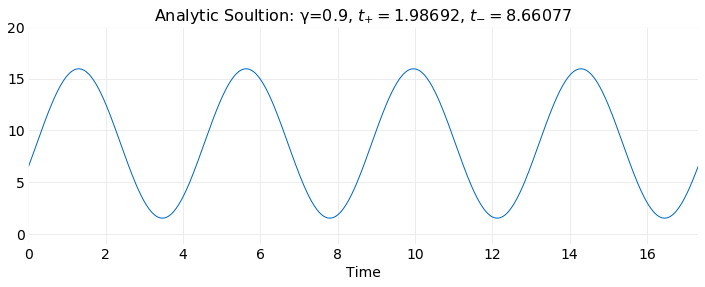 Analytic Soultion: γ=0.9, t₊ = 1.98692, t₋ = 8.66077
20
15
10
5
0
0 2 4 6 8 10 12 14 16
Time